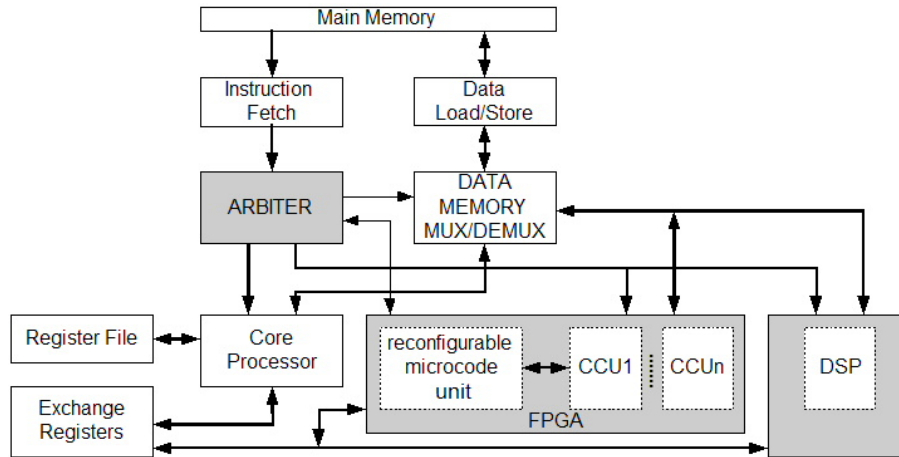 Main Memory
Instruction
Fetch
Data
Load/Store
ARBITER
DATA
MEMORY
MUX/DEMUX
Register File
Core
Processor
reconfigurable
microcode
unit
CCU1
CCUn
DSP
Exchange
Registers
FPGA